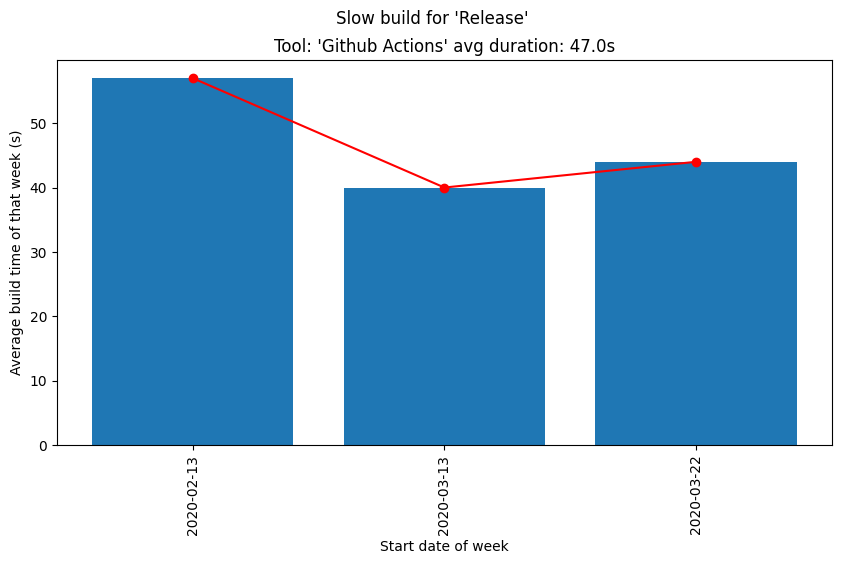 Slow build for 'Release'
Tool: 'Github Actions' avg duration: 47.0s
Average build time of that week (s)
50
40
30
20
10
0
2020-02-13
2020-03-13
2020-03-22
Start date of week